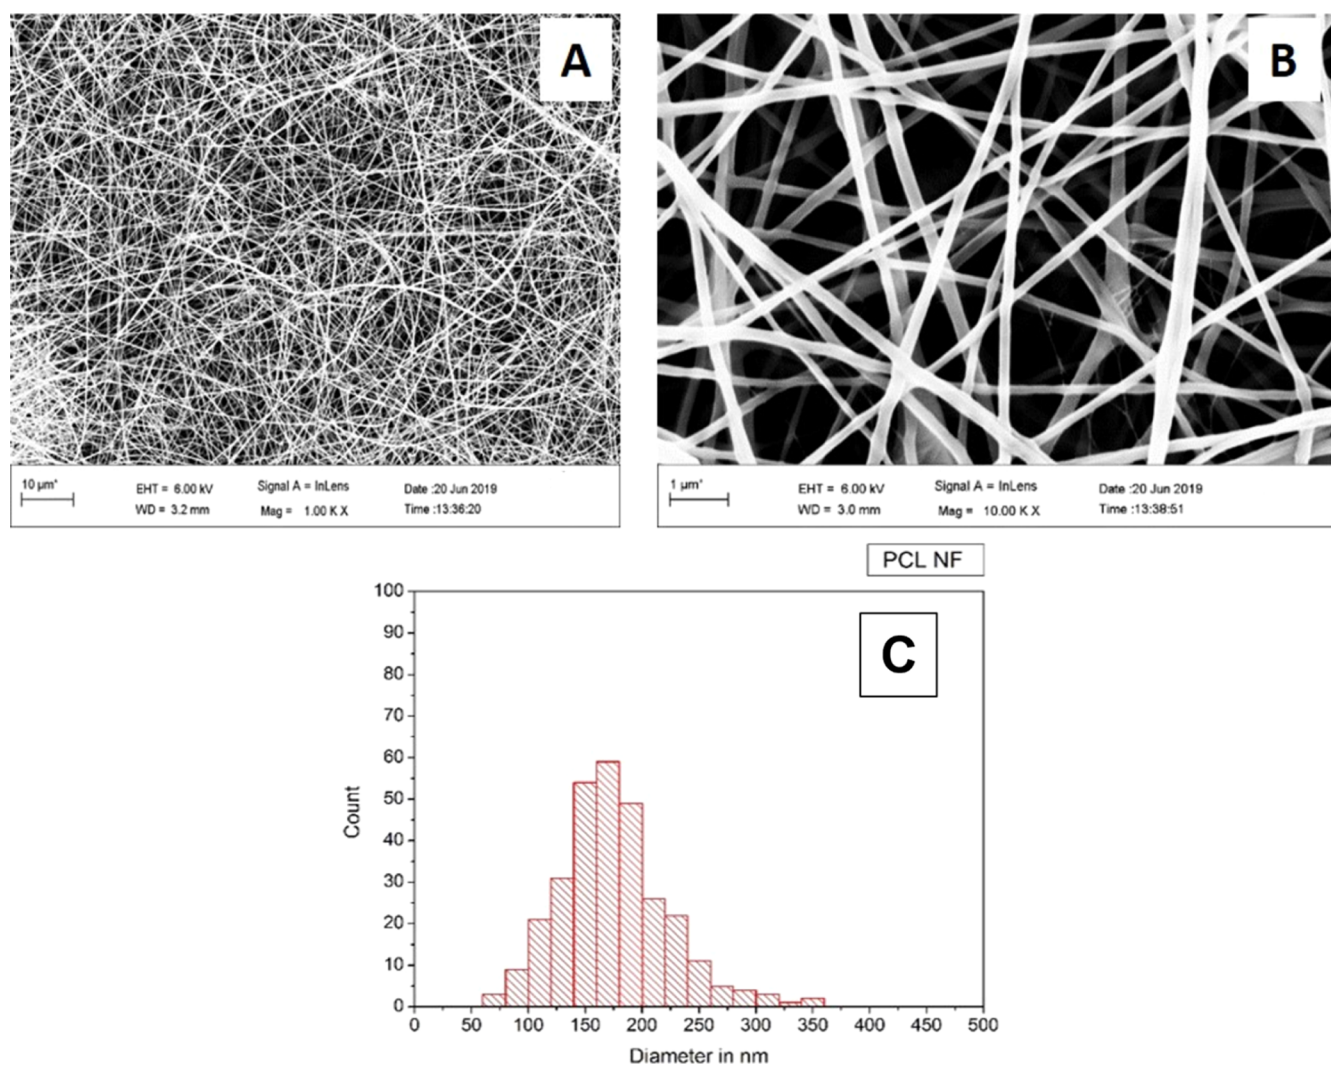 A
B
10 µm*
EHT = 6.00 kV
Signal A = InLens
Date :20 Jun 2019
WD = 3.2 mm
Mag = 1.00 K X
Time :13:36:20
1 µm*
EHT = 6.00 kV
Signal A = InLens
Date :20 Jun 2019
WD = 3.0 mm
Mag = 10.00 K X
Time :13:38:51
PCL NF
C
100
90
80
70
60
50
40
30
20
10
0
Count
0 50 100 150 200 250 300 350 400 450 500
Diameter in nm